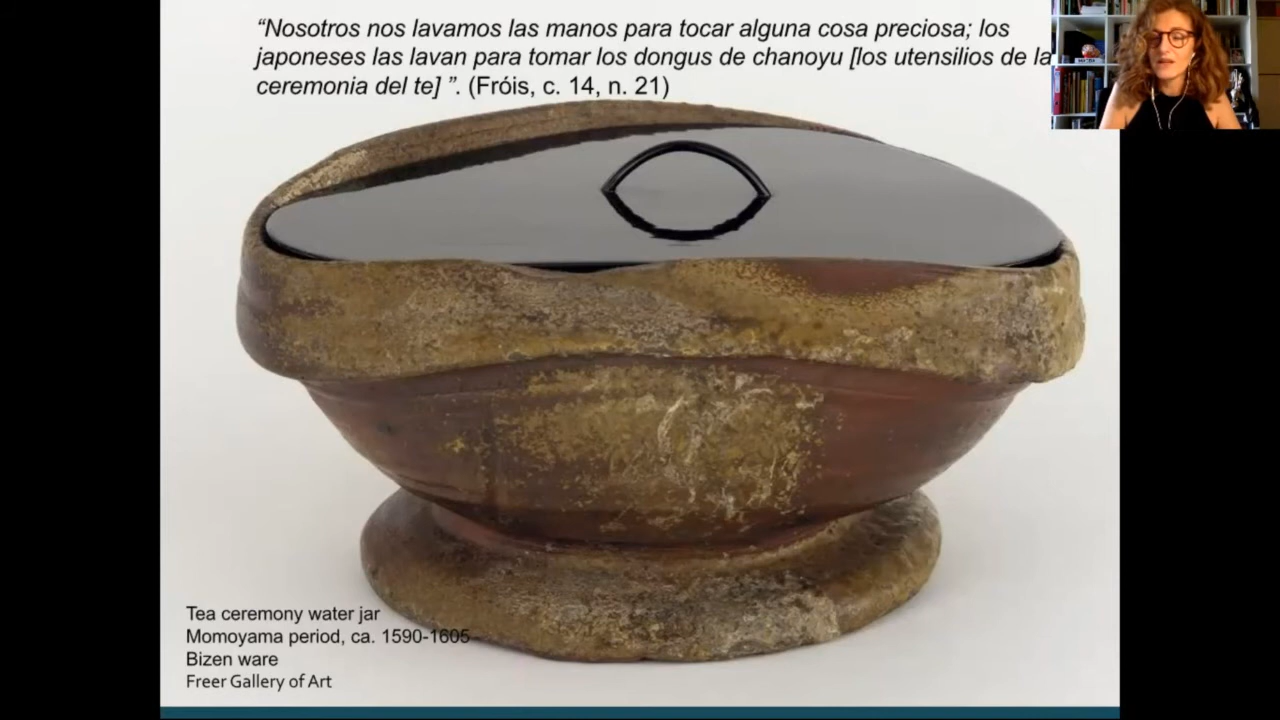 “Nosotros nos lavamos las manos para tocar alguna cosa preciosa; los
japoneses las lavan para tomar los dongus de chanoyu [los utensilios de la
ceremonia del te] ”. (Fróis, c. 14, n. 21)
Tea ceremony water jar
Momoyama period, ca. 1590-1605
Bizen ware
Freer Gallery of Art